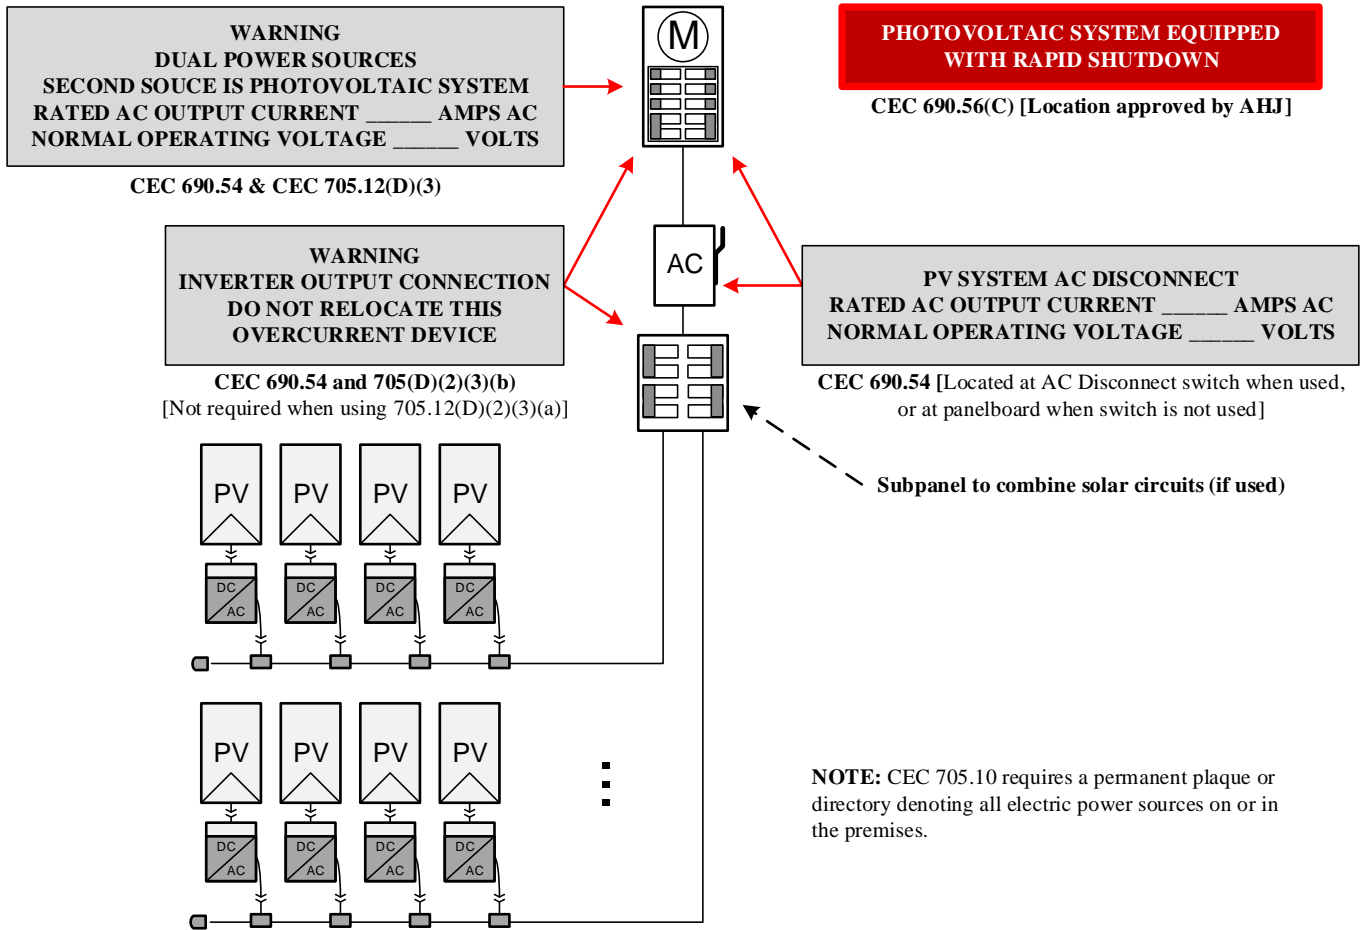 WARNING
DUAL POWER SOURCES
SECOND SOUCE IS PHOTOVOLTAIC SYSTEM
RATED AC OUTPUT CURRENT ______ AMPS AC
NORMAL OPERATING VOLTAGE ______ VOLTS
CEC 690.54 & CEC 705.12(D)(3)
M
PHOTOVOLTAIC SYSTEM EQUIPPED
WITH RAPID SHUTDOWN
CEC 690.56(C) [Location approved by AHJ]
WARNING
INVERTER OUTPUT CONNECTION
DO NOT RELOCATE THIS
OVERCURRENT DEVICE
CEC 690.54 and 705(D)(2)(3)(b)
[Not required when using 705.12(D)(2)(3)(a)]
AC
PV SYSTEM AC DISCONNECT
RATED AC OUTPUT CURRENT ______ AMPS AC
NORMAL OPERATING VOLTAGE ______ VOLTS
CEC 690.54 [Located at AC Disconnect switch when used,
or at panelboard when switch is not used]
Subpanel to combine solar circuits (if used)
PV PV PV PV
DC DC DC DC
AC AC AC AC
PV PV PV PV
DC DC DC DC
AC AC AC AC
NOTE: CEC 705.10 requires a permanent plaque or
directory denoting all electric power sources on or in
the premises.